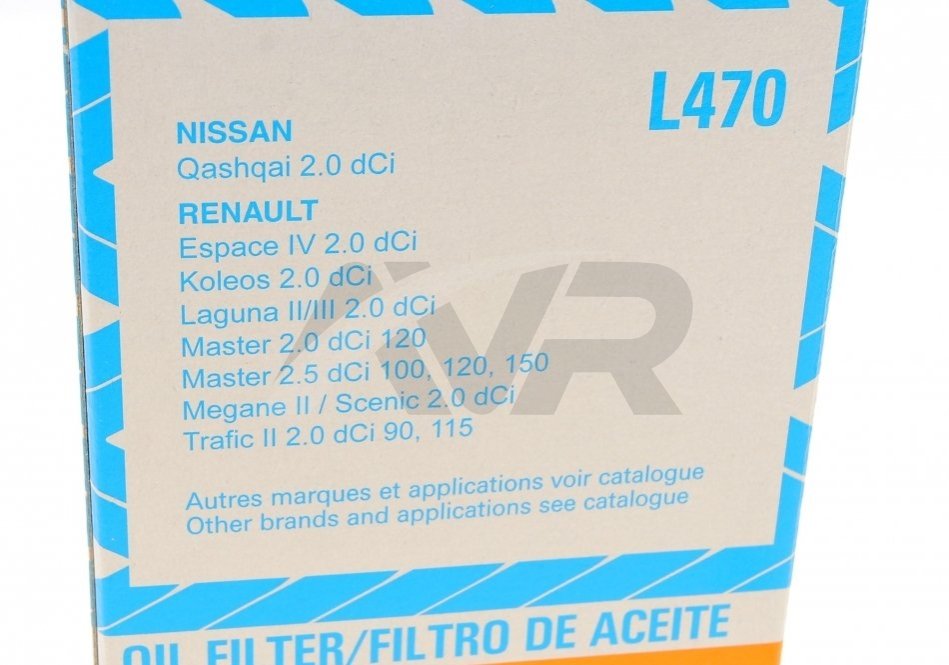 L470
NISSAN
Qashqai 2.0 dCi
RENAULT
Espace IV 2.0 dCi
Koleos 2.0 dCi
Laguna II/III 2.0 dCi
Master 2.0 dCi 120
Master 2.5 dCi 100, 120, 150
Megane II / Scenic 2.0 dCi
Trafic II 2.0 dCi 90, 115
Autres marques et applications voir catalogue
Other brands and applications see catalogue
OIL FILTER/FILTRO DE ACEITE